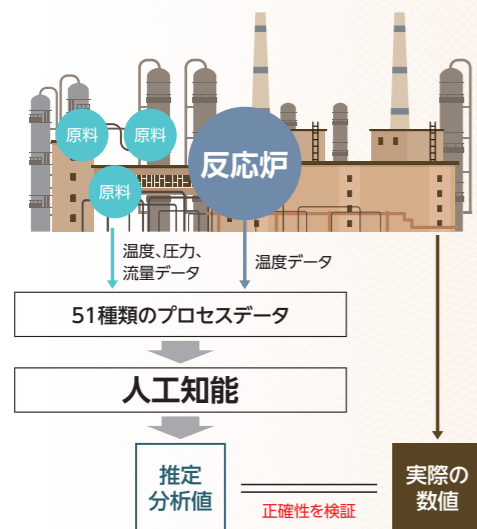 原料
原料
原料
反応炉
温度、圧力、
流量データ
温度データ
51種類のプロセスデータ
人工知能
推定
分析値
正確性を検証
実際の
数値